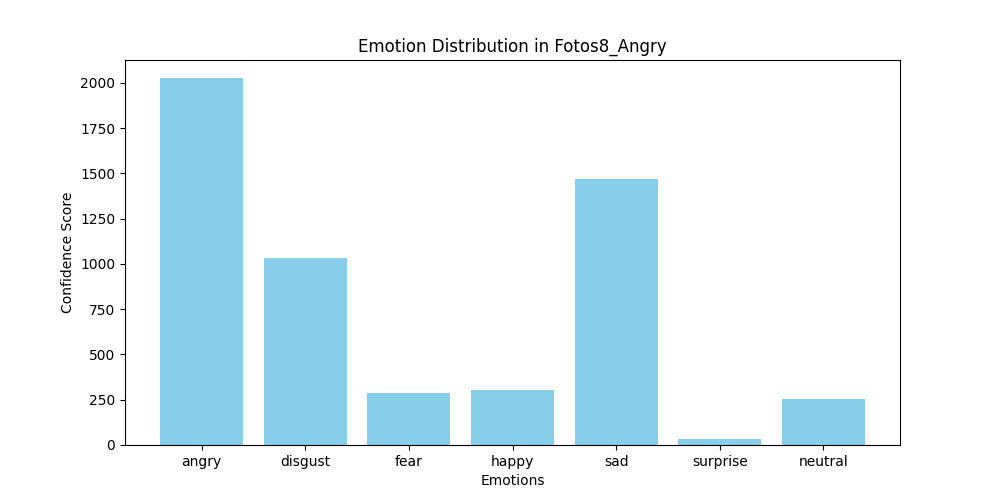 Emotion Distribution in Fotos8_Angry
Confidence Score
2000
1750
1500
1250
1000
750
500
250
0
angry disgust fear happy sad surprise neutral
Emotions